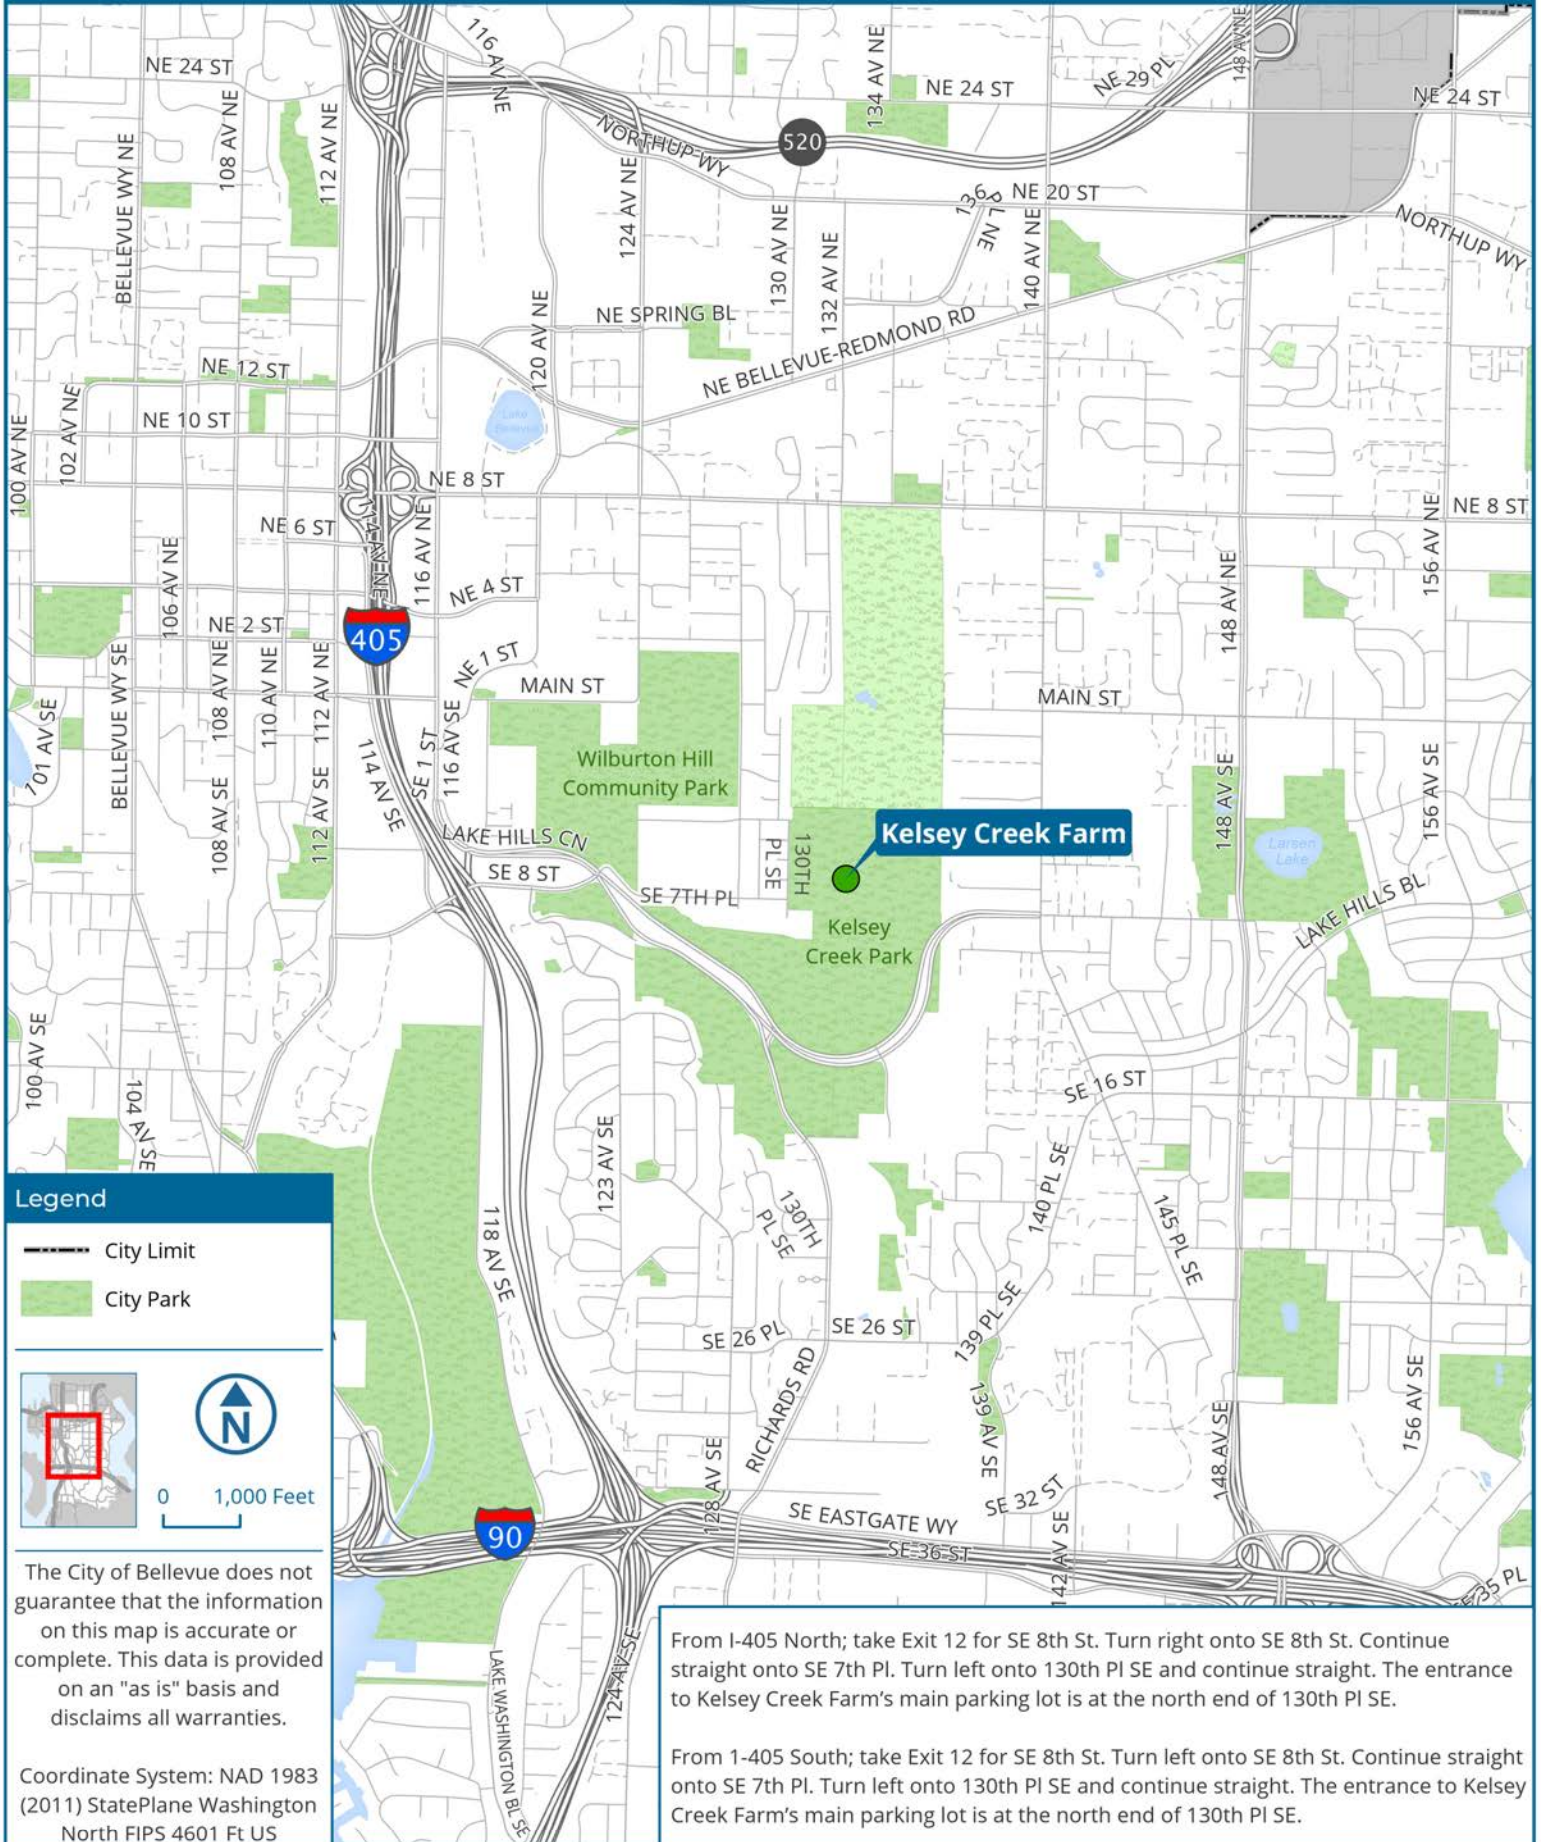 116 AV NE
NE 24 ST
134 AV NE
NE 24 ST
NE 29 PL
148 AV NE
NE 24 ST
BELLEVUE WY NE
108 AV NE
112 AV NE
NORTHUP WY
520
124 AV NE
136 PL NE
NE 20 ST
NORTHUP WY
130 AV NE
132 AV NE
140 AV NE
NE SPRING BL
120 AV NE
NE BELLEVUE-REDMOND RD
NE 12 ST
102 AV NE
NE 10 ST
100 AV NE
Lake
Bellevue
NE 8 ST
NE 8 ST
NE 6 ST
114 AV NE
116 AV NE
106 AV NE
156 AV NE
148 AV NE
NE 4 ST
NE 2 ST
405
NE 1 ST
MAIN ST
MAIN ST
BELLEVUE WY SE
108 AV NE
110 AV NE
112 AV NE
101 AV SE
SE 1 ST
116 AV SE
114 AV SE
108 AV SE
112 AV SE
Wilburton Hill
Community Park
148 AV SE
156 AV SE
LAKE HILLS CN
130TH
PL SE
Kelsey Creek Farm
Larsen
Lake
SE 8 ST
SE 7TH PL
Kelsey
Creek Park
LAKE HILLS BL
100 AV SE
104 AV SE
SE 16 ST
123 AV SE
140 PL SE
145 PL SE
130TH
PL SE
118 AV SE
SE 26 PL
SE 26 ST
139 PL SE
RICHARDS RD
139 AV SE
156 AV SE
148 AV SE
128 AV SE
SE EASTGATE WY
SE 32 ST
SE 36 ST
142 AV SE
90
124 AV SE
LAKE WASHINGTON BL SE
Legend
City Limit
City Park
N
0 1,000 Feet
The City of Bellevue does not
guarantee that the information
on this map is accurate or
complete. This data is provided
on an "as is" basis and
disclaims all warranties.
Coordinate System: NAD 1983
(2011) StatePlane Washington
North FIPS 4601 Ft US
From I-405 North; take Exit 12 for SE 8th St. Turn right onto SE 8th St. Continue
straight onto SE 7th Pl. Turn left onto 130th Pl SE and continue straight. The entrance
to Kelsey Creek Farm’s main parking lot is at the north end of 130th Pl SE.
From 1-405 South; take Exit 12 for SE 8th St. Turn left onto SE 8th St. Continue straight
onto SE 7th Pl. Turn left onto 130th Pl SE and continue straight. The entrance to Kelsey
Creek Farm’s main parking lot is at the north end of 130th Pl SE.